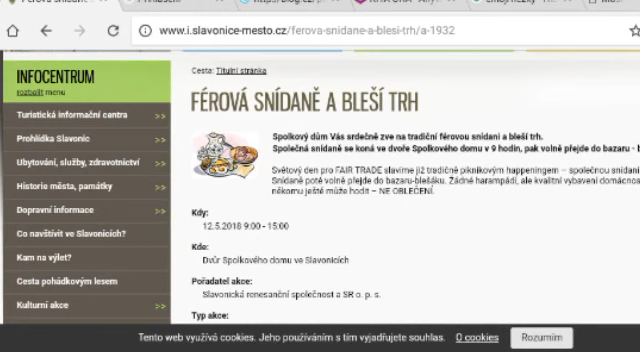 www.i.slavonice-mesto.cz/ferova-snidane-a-blesi-trh/a-1932
INFOCENTRUM
rozbalit menu
Turistická informační centra >>
Prohlídka Slavonic >>
Ubytování, služby, zdravotnictví >>
Historie města, památky >>
Dopravní informace >>
Co navštívit ve Slavonicích?
Kam na výlet?
Cesta pohádkovým lesem
Kulturní akce >>
Cesta: Titulní stránka
FÉROVÁ SNÍDANĚ A BLEŠÍ TRH
Spolkový dům Vás srdečně zve na tradiční férovou snídani a bleší trh.
Společná snídaně se koná ve dvoře Spolkového domu v 9 hodin, pak volně přejde do bazaru - b
Světový den pro FAIR TRADE slavíme již tradičně piknikovým happeningem – společnou snídaní
Snídaně poté volně přejde do bazaru-blešáku. Žádné harampádí, ale kvalitní vybavení domácnos
někomu ještě může hodit – NE OBLEČENÍ.
Kdy:
12.5.2018 9:00 - 15:00
Kde:
Dvůr Spolkového domu ve Slavonicích
Pořadatel akce:
Slavonická renesanční společnost a SR o. p. s.
Typ akce:
Tento web využívá cookies. Jeho používáním s tím vyjadřujete souhlas. O cookies Rozumím